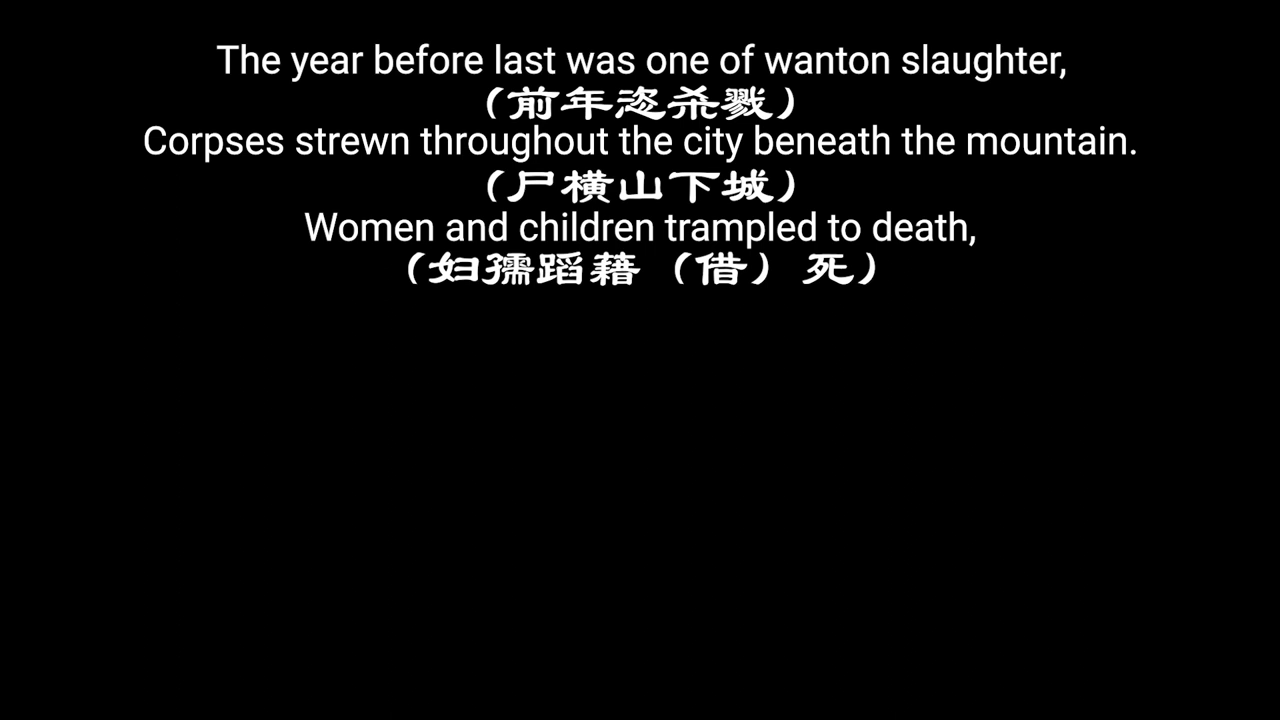 The year before last was one of wanton slaughter,
（前年恣杀戮）
Corpses strewn throughout the city beneath the mountain.
（尸横山下城）
Women and children trampled to death,
（妇孺蹈藉（借）死）